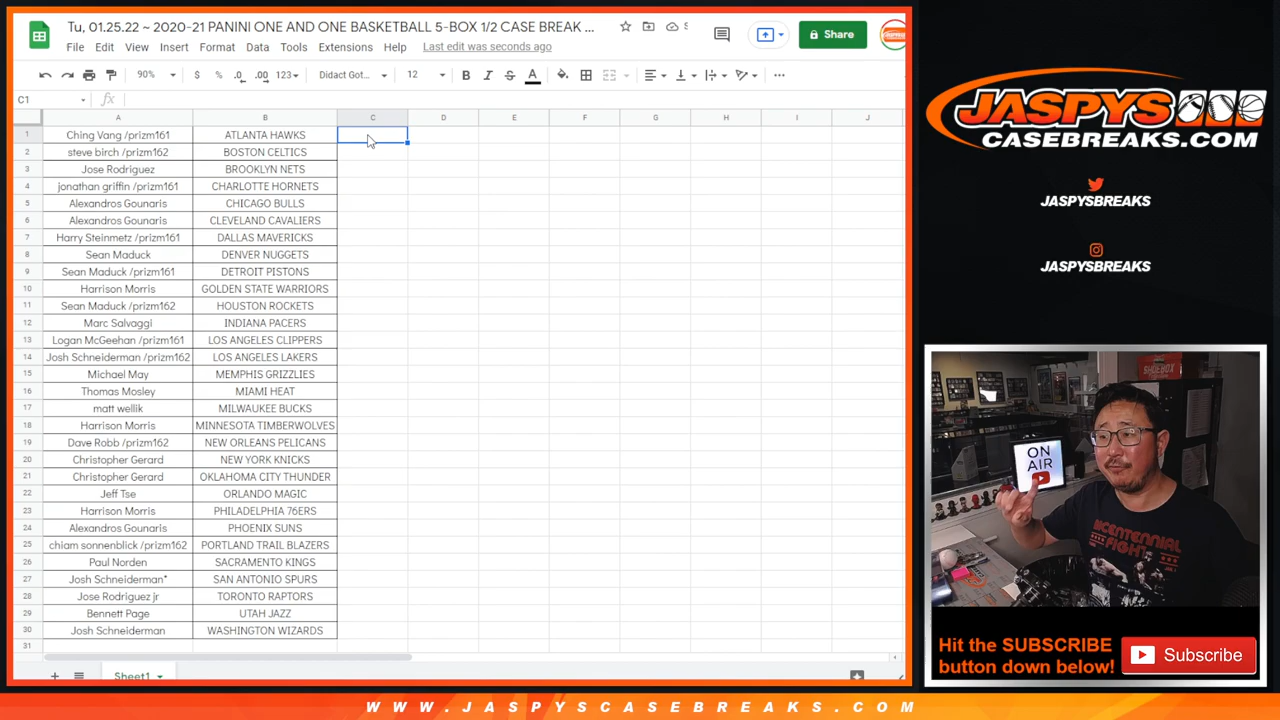 Tu, 01.25.22 ~ 2020-21 PANINI ONE AND ONE BASKETBALL 5-BOX 1/2 CASE BREAK ...
File Edit View Insert Format Data Tools Extensions Help Last edit was seconds ago
Share
90% $ % .0 .00 123 Didact Got... 12 B I S A
C1 fx
A B C D E F G H I J
1 Ching Vang /prizm161 ATLANTA HAWKS
2 steve birch /prizm162 BOSTON CELTICS
3 Jose Rodriguez BROOKLYN NETS
4 jonathan griffin /prizm161 CHARLOTTE HORNETS
5 Alexandros Gounaris CHICAGO BULLS
6 Alexandros Gounaris CLEVELAND CAVALIERS
7 Harry Steinmetz /prizm161 DALLAS MAVERICKS
8 Sean Maduck DENVER NUGGETS
9 Sean Maduck /prizm161 DETROIT PISTONS
10 Harrison Morris GOLDEN STATE WARRIORS
11 Sean Maduck /prizm162 HOUSTON ROCKETS
12 Marc Salvaggi INDIANA PACERS
13 Logan McGeehan /prizm161 LOS ANGELES CLIPPERS
14 Josh Schneiderman /prizm162 LOS ANGELES LAKERS
15 Michael May MEMPHIS GRIZZLIES
16 Thomas Mosley MIAMI HEAT
17 matt wellik MILWAUKEE BUCKS
18 Harrison Morris MINNESOTA TIMBERWOLVES
19 Dave Robb /prizm162 NEW ORLEANS PELICANS
20 Christopher Gerard NEW YORK KNICKS
21 Christopher Gerard OKLAHOMA CITY THUNDER
22 Jeff Tse ORLANDO MAGIC
23 Harrison Morris PHILADELPHIA 76ERS
24 Alexandros Gounaris PHOENIX SUNS
25 chiam sonnenblick /prizm162 PORTLAND TRAIL BLAZERS
26 Paul Norden SACRAMENTO KINGS
27 Josh Schneiderman* SAN ANTONIO SPURS
28 Jose Rodriguez jr TORONTO RAPTORS
29 Bennett Page UTAH JAZZ
30 Josh Schneiderman WASHINGTON WIZARDS
31
Sheet1
JASPYS
CASEBREAKS.COM
JASPYSBREAKS
JASPYSBREAKS
SHOEBOX
ON
AIR
BICENTENNIAL
FIGHT
Hit the SUBSCRIBE
button down below!
Subscribe
WWW.JASPYSCASEBREAKS.COM